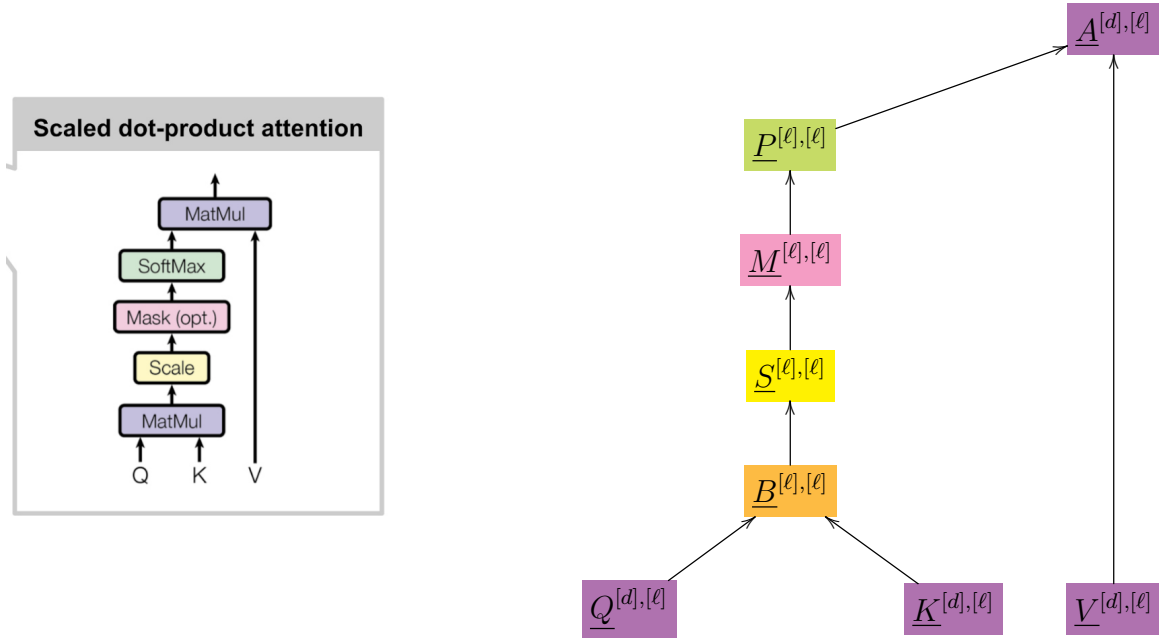 Scaled dot-product attention
MatMul
SoftMax
Mask (opt.)
Scale
MatMul
Q K V
A^{[d],[ℓ]}
P^{[ℓ],[ℓ]}
M^{[ℓ],[ℓ]}
S^{[ℓ],[ℓ]}
B^{[ℓ],[ℓ]}
Q^{[d],[ℓ]} K^{[d],[ℓ]} V^{[d],[ℓ]}